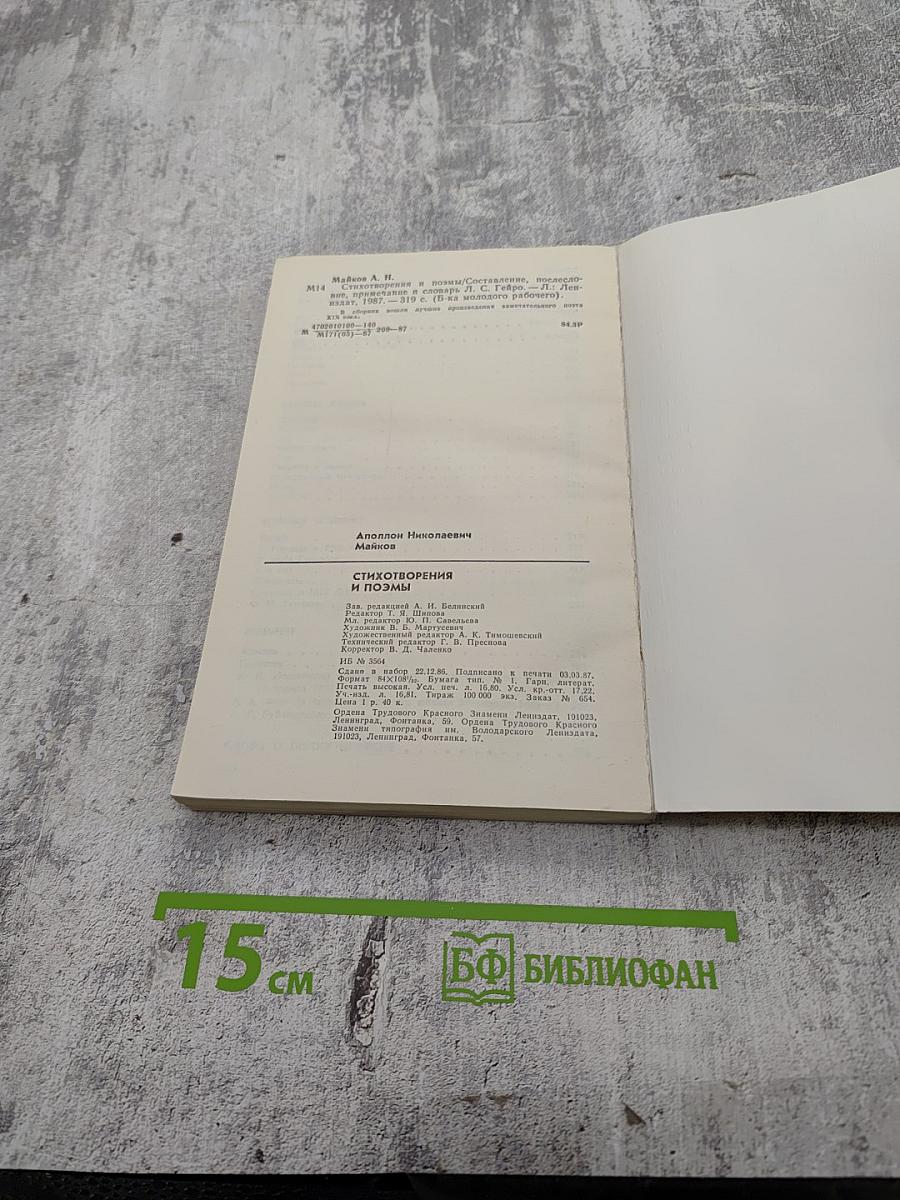 Майков А. Н.
М14 Стихотворения и поэмы/Составление, послесло-
вие, примечание и словарь Л. С. Гейро. — Л.: Лен-
издат, 1987. — 319 с. (Б-ка молодого рабочего).
В сборник вошли лучшие произведения замечательного поэта
XIX века.
М 4702010100—140 209—87 84.3Р
М171(03)—87
Аполлон Николаевич
Майков
СТИХОТВОРЕНИЯ
И ПОЭМЫ
Зав. редакцией А. И. Белинский
Редактор Т. Я. Шипова
Мл. редактор Ю. П. Савельева
Художник В. Б. Мартусевич
Художественный редактор А. К. Тимошевский
Технический редактор Г. В. Преснова
Корректор В. Д. Чаленко
ИБ № 3564
Сдано в набор 22.12.86. Подписано к печати 03.03.87.
Формат 84×108¹/₃₂. Бумага тип. № 1. Гарн. литерат.
Печать высокая. Усл. печ. л. 16,80. Усл. кр.-отт. 17,22.
Уч.-изд. л. 16,81. Тираж 100 000 экз. Заказ № 654.
Цена 1 р. 40 к.
Ордена Трудового Красного Знамени Лениздат, 191023,
Ленинград, Фонтанка, 59. Ордена Трудового Красного
Знамени типография им. Володарского Лениздата,
191023, Ленинград, Фонтанка, 57.
15 см
БФ БИБЛИОФАН